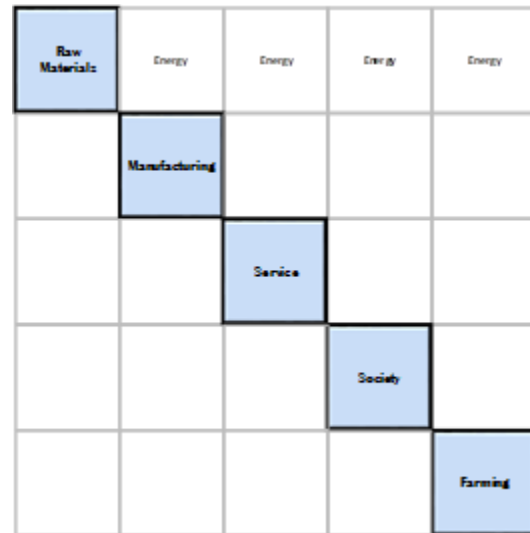 Raw
Materials
Energy
Energy
Energy
Energy
Manufacturing
Service
Society
Farming